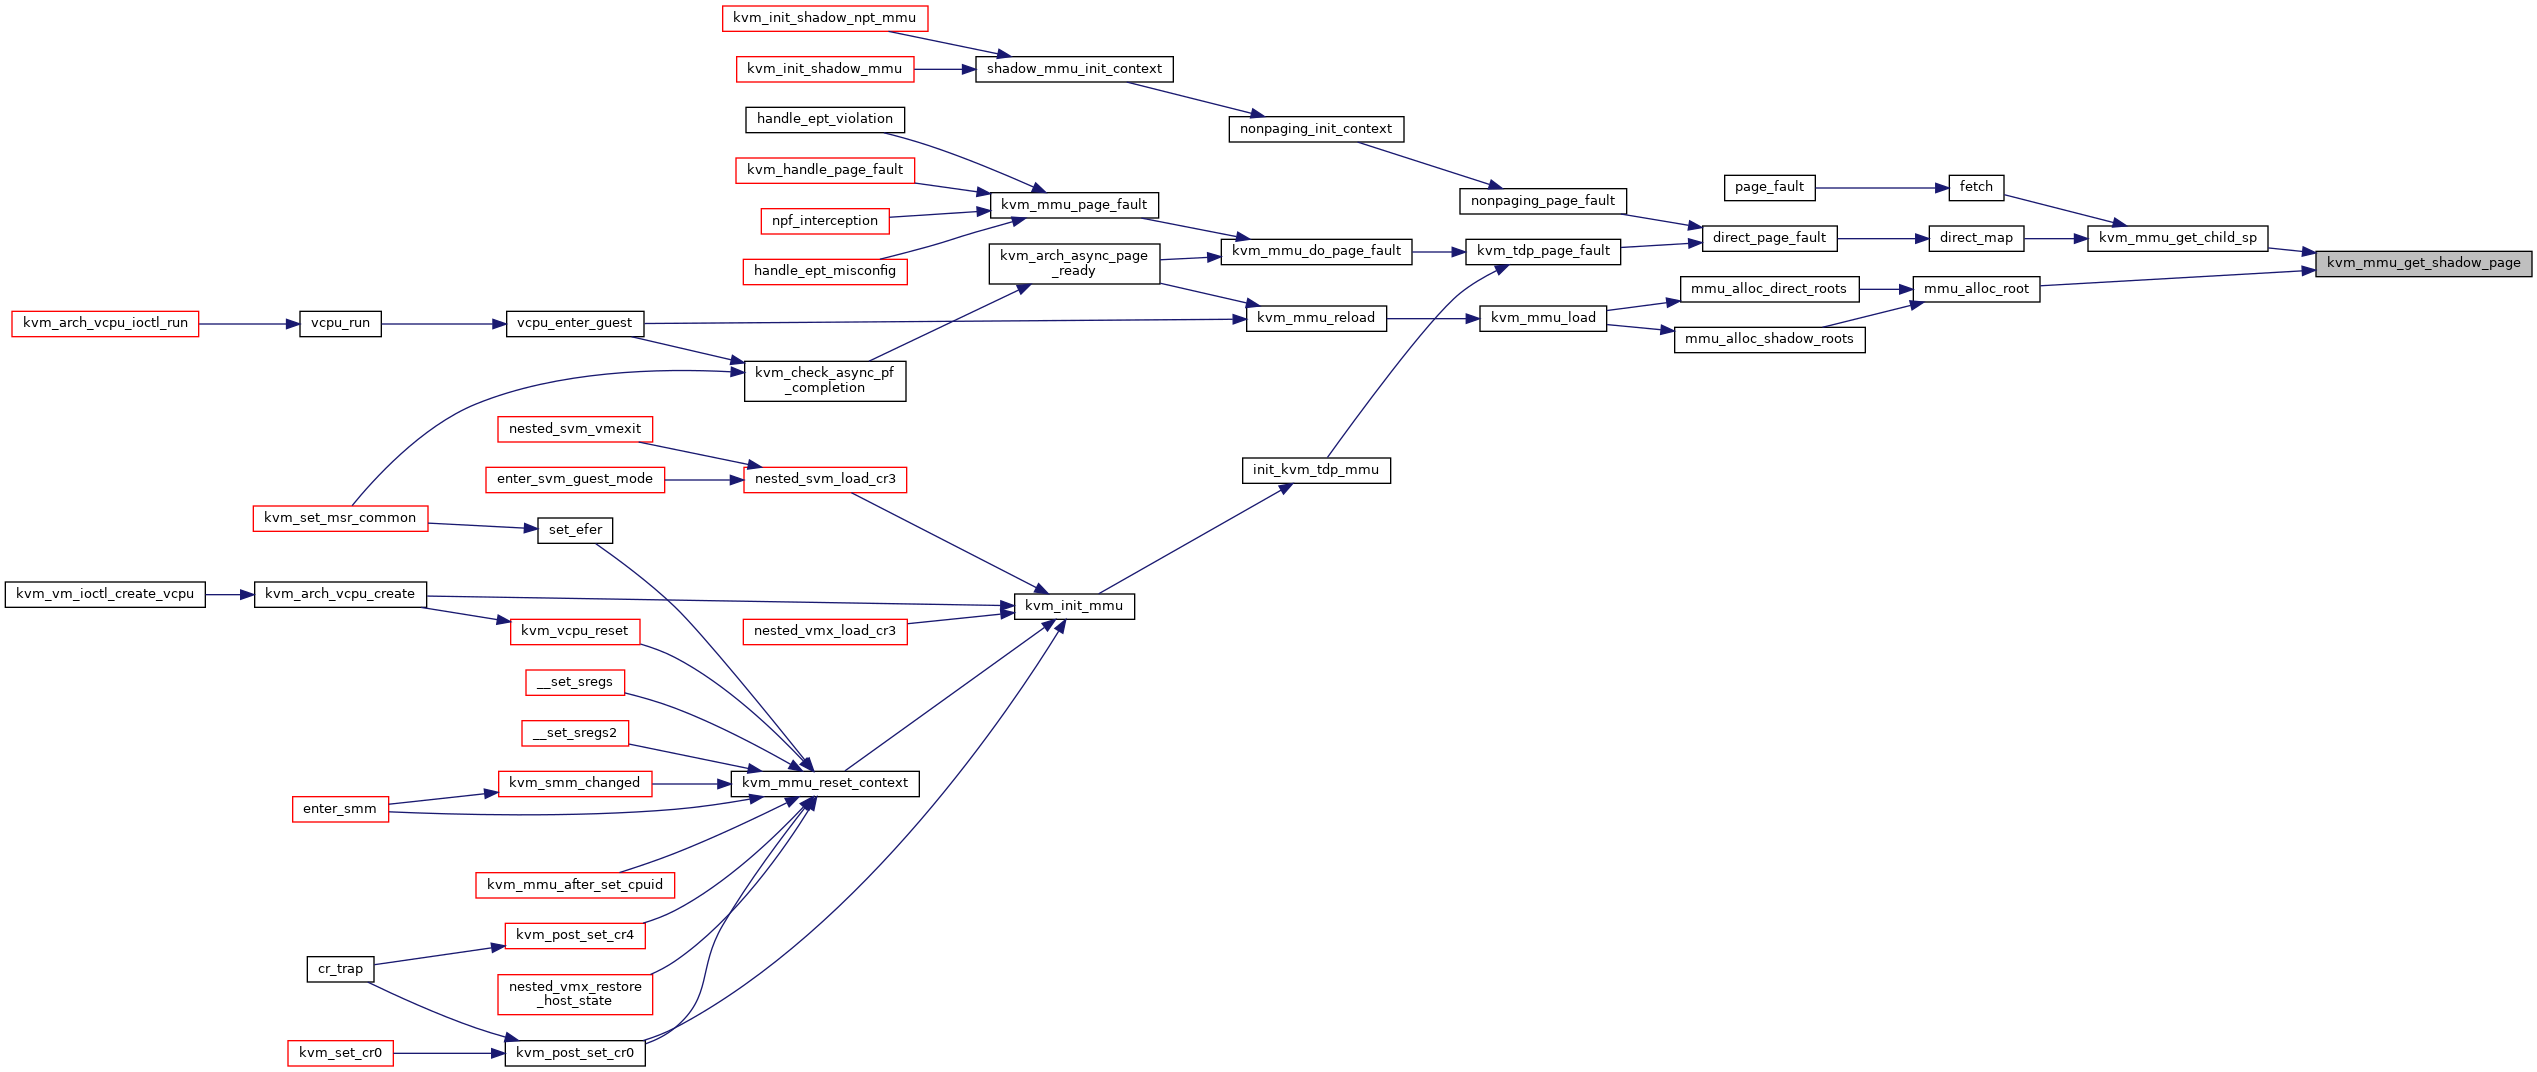 kvm_init_shadow_npt_mmu
kvm_init_shadow_mmu
shadow_mmu_init_context
handle_ept_violation
nonpaging_init_context
kvm_handle_page_fault
page_fault
fetch
kvm_mmu_page_fault
nonpaging_page_fault
npf_interception
direct_page_fault
direct_map
kvm_mmu_get_child_sp
kvm_mmu_do_page_fault
kvm_tdp_page_fault
kvm_arch_async_page
_ready
kvm_mmu_get_shadow_page
handle_ept_misconfig
mmu_alloc_direct_roots
mmu_alloc_root
kvm_arch_vcpu_ioctl_run
vcpu_run
vcpu_enter_guest
kvm_mmu_reload
kvm_mmu_load
mmu_alloc_shadow_roots
kvm_check_async_pf
_completion
nested_svm_vmexit
init_kvm_tdp_mmu
enter_svm_guest_mode
nested_svm_load_cr3
kvm_set_msr_common
set_efer
kvm_vm_ioctl_create_vcpu
kvm_arch_vcpu_create
kvm_init_mmu
kvm_vcpu_reset
nested_vmx_load_cr3
__set_sregs
__set_sregs2
kvm_smm_changed
kvm_mmu_reset_context
enter_smm
kvm_mmu_after_set_cpuid
kvm_post_set_cr4
cr_trap
nested_vmx_restore
_host_state
kvm_set_cr0
kvm_post_set_cr0